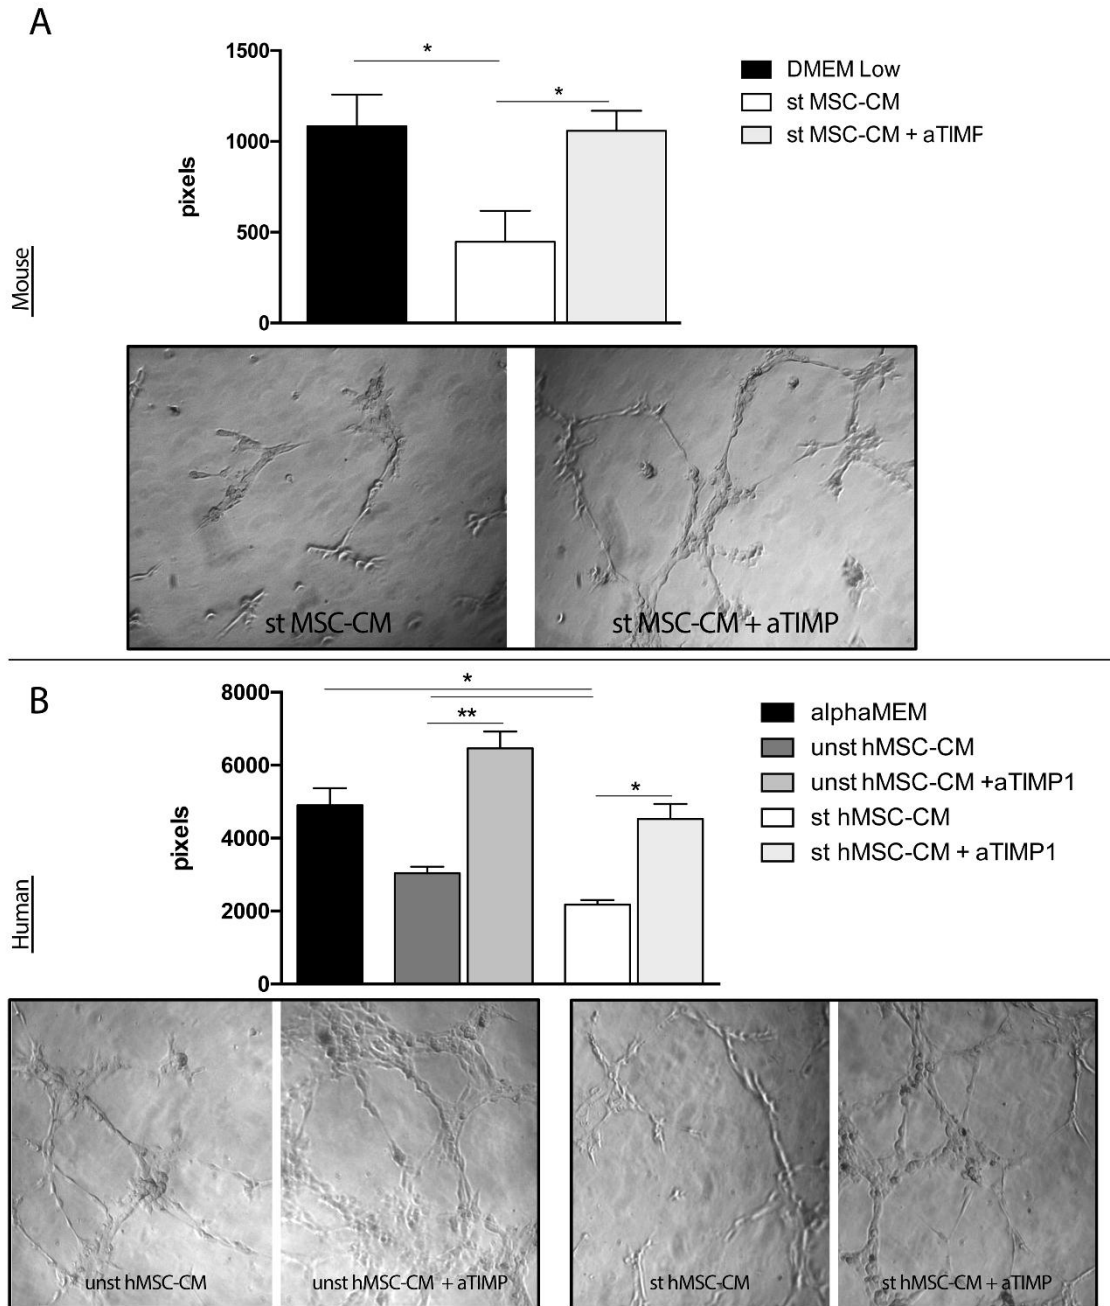 A
*
*
1500
1000
500
0
pixels
DMEM Low
st MSC-CM
st MSC-CM + aTIMF
Mouse
st MSC-CM
st MSC-CM + aTIMP
B
*
**
*
8000
6000
4000
2000
0
pixels
alphaMEM
unst hMSC-CM
unst hMSC-CM +aTIMP1
st hMSC-CM
st hMSC-CM + aTIMP1
Human
unst hMSC-CM
unst hMSC-CM + aTIMP
st hMSC-CM
st hMSC-CM + aTIMP